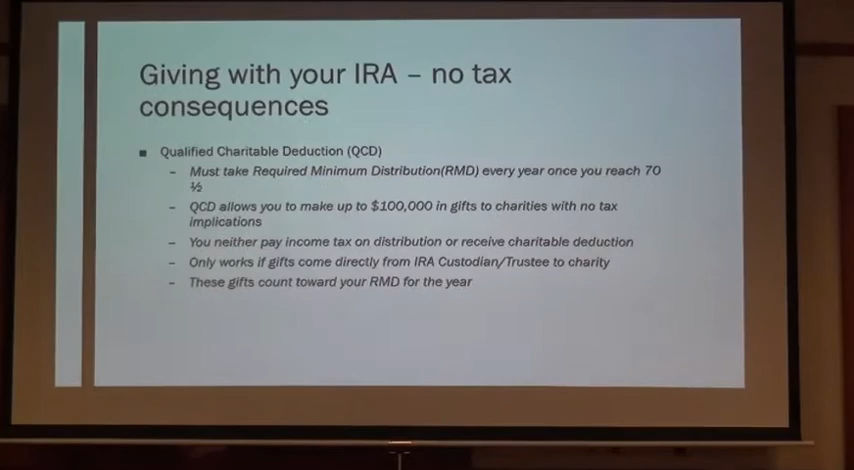 Giving with your IRA – no tax
consequences
■ Qualified Charitable Deduction (QCD)
– Must take Required Minimum Distribution(RMD) every year once you reach 70
½
– QCD allows you to make up to $100,000 in gifts to charities with no tax
implications
– You neither pay income tax on distribution or receive charitable deduction
– Only works if gifts come directly from IRA Custodian/Trustee to charity
– These gifts count toward your RMD for the year